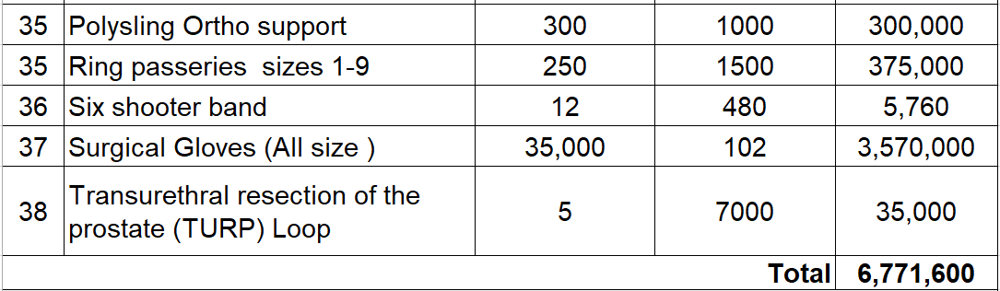 35 Polysling Ortho support 300 1000 300,000
35 Ring passeries sizes 1-9 250 1500 375,000
36 Six shooter band 12 480 5,760
37 Surgical Gloves (All size ) 35,000 102 3,570,000
38 Transurethral resection of the
prostate (TURP) Loop 5 7000 35,000
Total 6,771,600